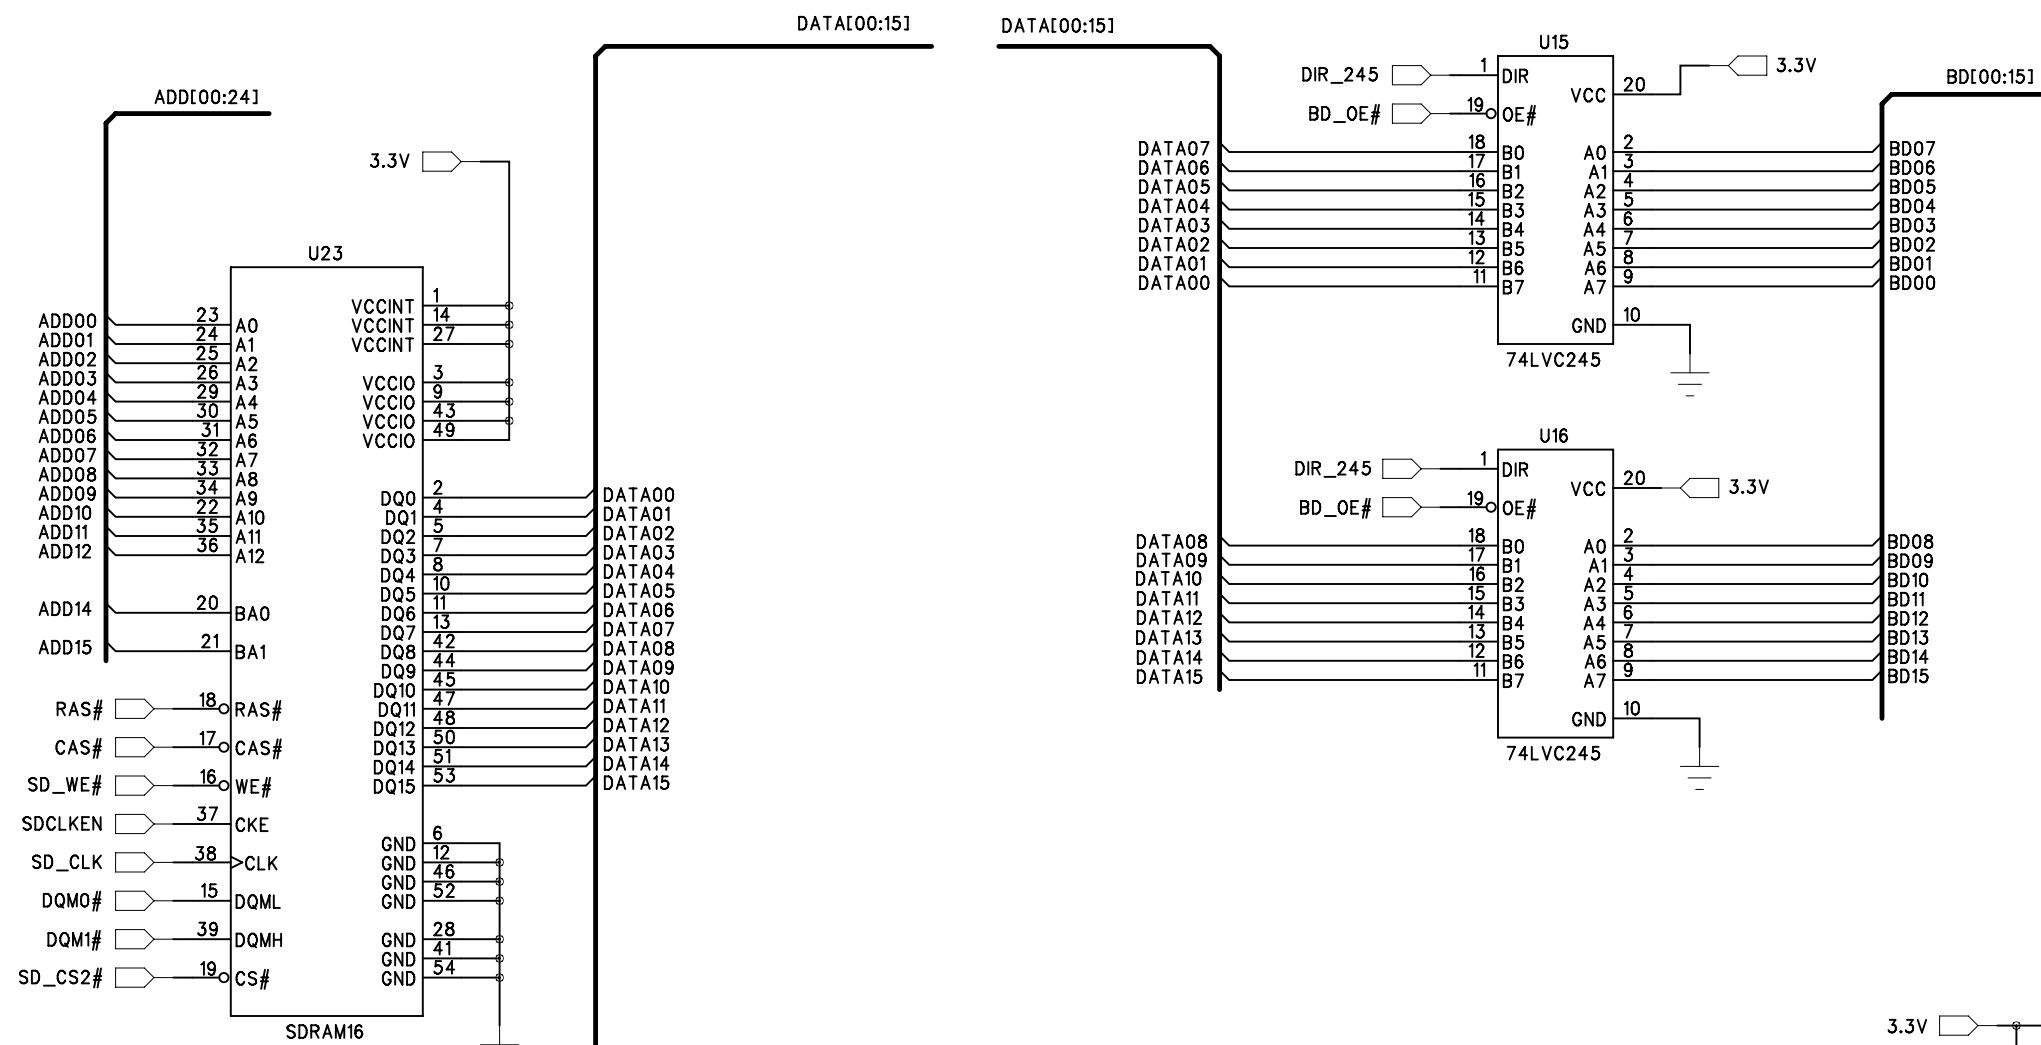 DATA[00:15]
ADD[00:24]
3.3V
U23
1 VCCINT
14 VCCINT
27 VCCINT
3 VCCIO
9 VCCIO
43 VCCIO
49 VCCIO
ADD00 23 A0
ADD01 24 A1
ADD02 25 A2
ADD03 26 A3
ADD04 29 A4
ADD05 30 A5
ADD06 31 A6
ADD07 32 A7
ADD08 33 A8
ADD09 34 A9
ADD10 22 A10
ADD11 35 A11
ADD12 36 A12
ADD14 20 BA0
ADD15 21 BA1
RAS# 18 RAS#
CAS# 17 CAS#
SD_WE# 16 WE#
SDCLKEN 37 CKE
SD_CLK 38 CLK
DQM0# 15 DQML
DQM1# 39 DQMH
SD_CS2# 19 CS#
DQ0 2 DATA00
DQ1 4 DATA01
DQ2 5 DATA02
DQ3 7 DATA03
DQ4 8 DATA04
DQ5 10 DATA05
DQ6 11 DATA06
DQ7 13 DATA07
DQ8 42 DATA08
DQ9 44 DATA09
DQ10 45 DATA10
DQ11 47 DATA11
DQ12 48 DATA12
DQ13 50 DATA13
DQ14 51 DATA14
DQ15 53 DATA15
GND 6
GND 12
GND 46
GND 52
GND 28
GND 41
GND 54
SDRAM16
DATA[00:15]
U15
DIR_245 1 DIR
BD_OE# 19 OE#
VCC 20 3.3V
BD[00:15]
DATA07 18 B0 A0 2 BD07
DATA06 17 B1 A1 3 BD06
DATA05 16 B2 A2 4 BD05
DATA04 15 B3 A3 5 BD04
DATA03 14 B4 A4 6 BD03
DATA02 13 B5 A5 7 BD02
DATA01 12 B6 A6 8 BD01
DATA00 11 B7 A7 9 BD00
GND 10
74LVC245
U16
DIR_245 1 DIR
BD_OE# 19 OE#
VCC 20 3.3V
DATA08 18 B0 A0 2 BD08
DATA09 17 B1 A1 3 BD09
DATA10 16 B2 A2 4 BD10
DATA11 15 B3 A3 5 BD11
DATA12 14 B4 A4 6 BD12
DATA13 13 B5 A5 7 BD13
DATA14 12 B6 A6 8 BD14
DATA15 11 B7 A7 9 BD15
GND 10
74LVC245
3.3V